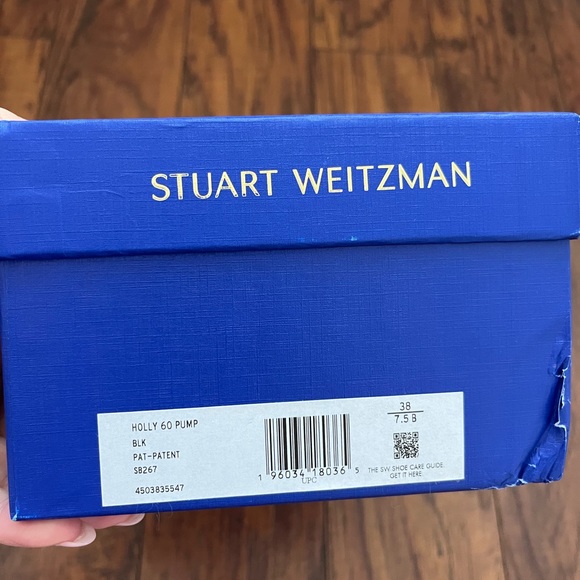 STUART WEITZMAN
HOLLY 60 PUMP
BLK
PAT-PATENT
SB267
4503835547
1 96034 18036 5
UPC
38
7.5 B
THE SW SHOE CARE GUIDE.
GET IT HERE.